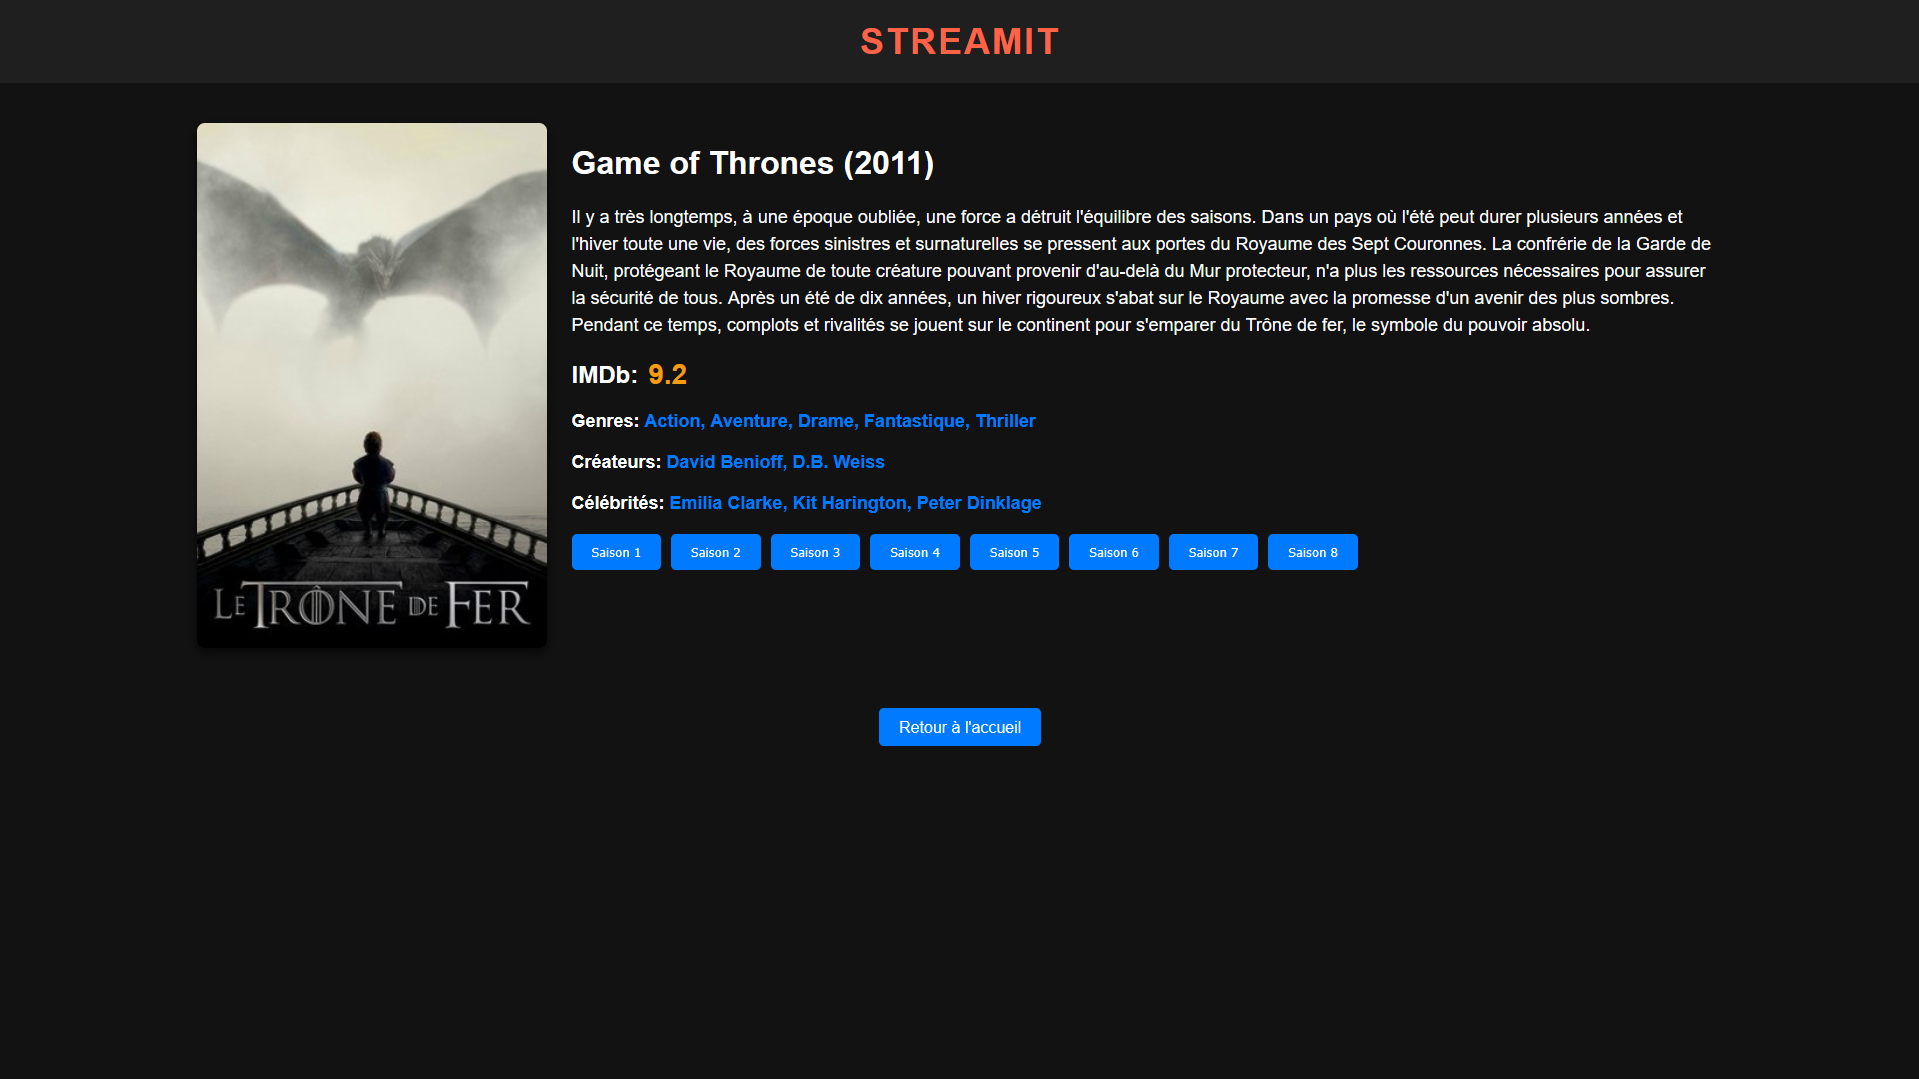 STREAMIT
Game of Thrones (2011)
Il y a très longtemps, à une époque oubliée, une force a détruit l'équilibre des saisons. Dans un pays où l'été peut durer plusieurs années et
l'hiver toute une vie, des forces sinistres et surnaturelles se pressent aux portes du Royaume des Sept Couronnes. La confrérie de la Garde de
Nuit, protégeant le Royaume de toute créature pouvant provenir d'au-delà du Mur protecteur, n'a plus les ressources nécessaires pour assurer
la sécurité de tous. Après un été de dix années, un hiver rigoureux s'abat sur le Royaume avec la promesse d'un avenir des plus sombres.
Pendant ce temps, complots et rivalités se jouent sur le continent pour s'emparer du Trône de fer, le symbole du pouvoir absolu.
IMDb: 9.2
Genres: Action, Aventure, Drame, Fantastique, Thriller
Créateurs: David Benioff, D.B. Weiss
Célébrités: Emilia Clarke, Kit Harington, Peter Dinklage
Saison 1 Saison 2 Saison 3 Saison 4 Saison 5 Saison 6 Saison 7 Saison 8
LE TRÔNE DE FER
Retour à l'accueil